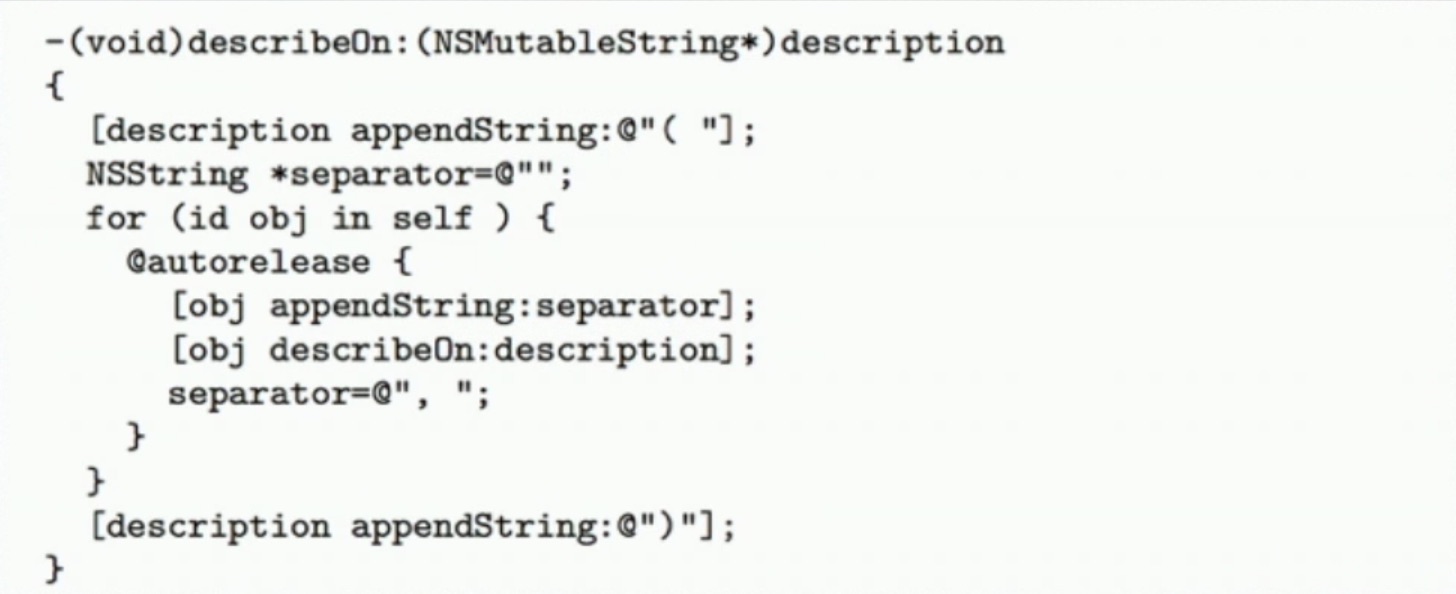 -(void)describeOn:(NSMutableString*)description
{
  [description appendString:@"( "];
  NSString *separator=@"";
  for (id obj in self ) {
    @autorelease {
      [obj appendString:separator];
      [obj describeOn:description];
      separator=@", ";
    }
  }
  [description appendString:@")"];
}